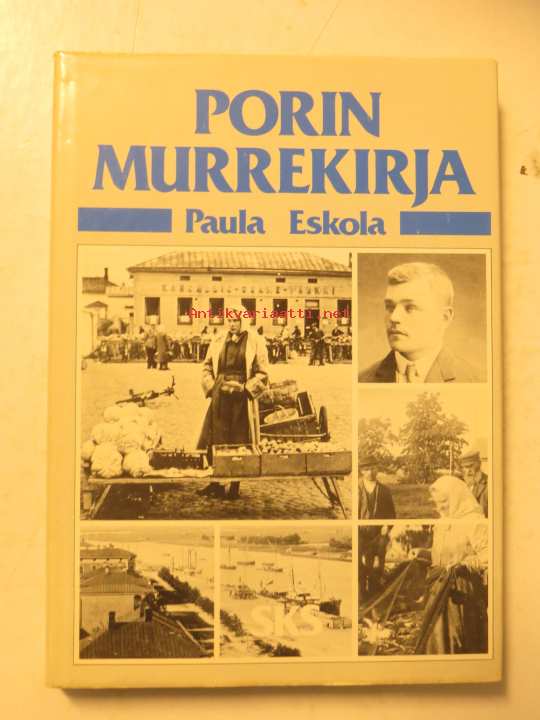 PORIN
MURREKIRJA
Paula Eskola
Antikvariaatti.net
SKS